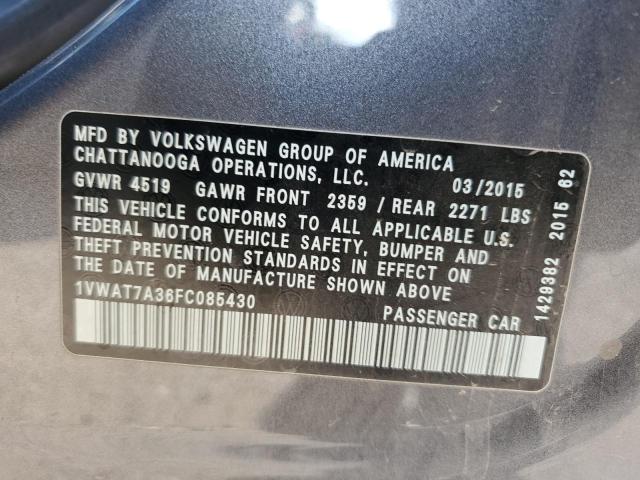 MFD BY VOLKSWAGEN GROUP OF AMERICA
CHATTANOOGA OPERATIONS, LLC. 03/2015
GVWR 4519 GAWR FRONT 2359 / REAR 2271 LBS
THIS VEHICLE CONFORMS TO ALL APPLICABLE U.S.
FEDERAL MOTOR VEHICLE SAFETY, BUMPER AND
THEFT PREVENTION STANDARDS IN EFFECT ON
THE DATE OF MANUFACTURE SHOWN ABOVE
1VWAT7A36FC085430 PASSENGER CAR
1429382 2015 62